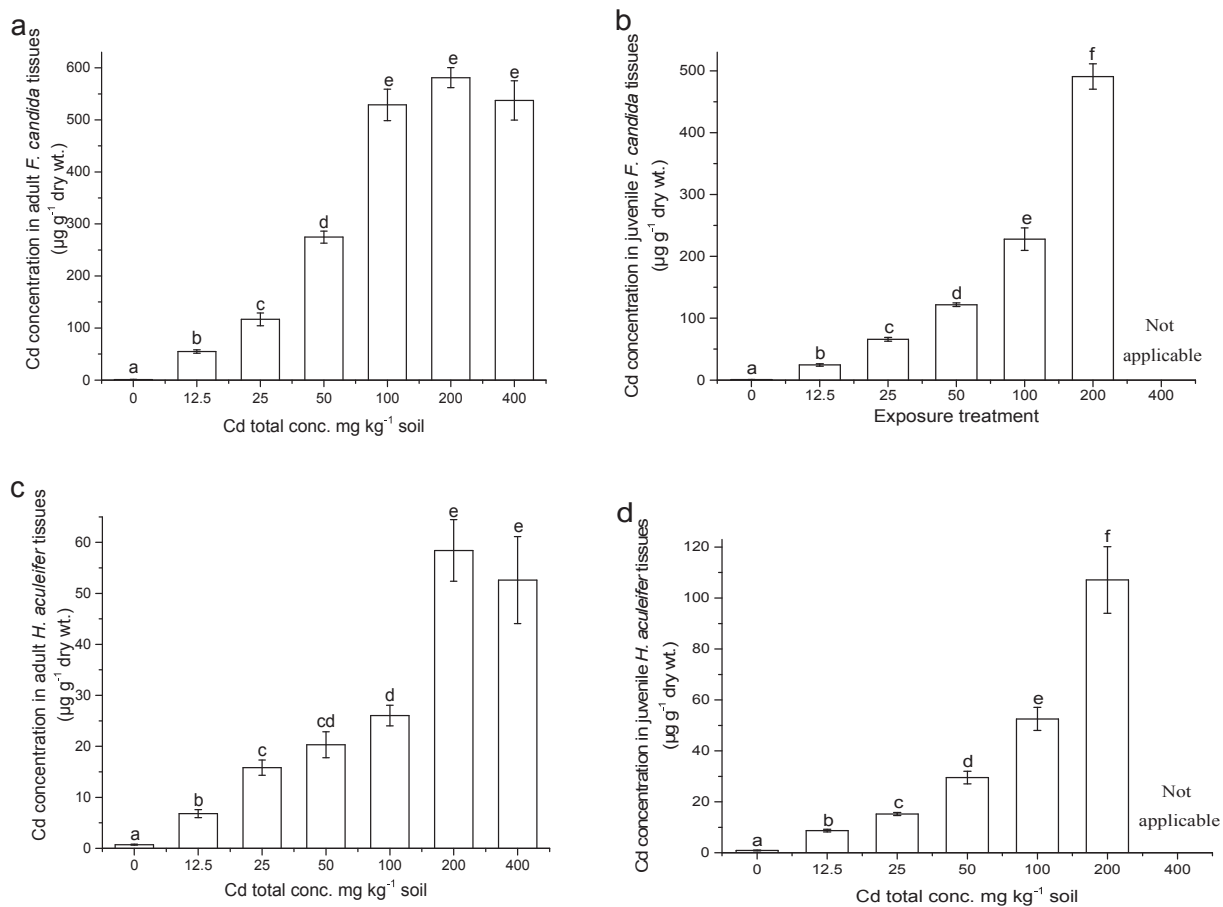 a
Cd concentration in adult F. candida tissues
(µg g⁻¹ dry wt.)
600
500
400
300
200
100
0
a
b
c
d
e
e
e
0 12.5 25 50 100 200 400
Cd total conc. mg kg⁻¹ soil
b
Cd concentration in juvenile F. candida tissues
(µg g⁻¹ dry wt.)
500
400
300
200
100
0
a
b
c
d
e
f
Not
applicable
0 12.5 25 50 100 200 400
Exposure treatment
c
Cd concentration in adult H. aculeifer tissues
(µg g⁻¹ dry wt.)
60
50
40
30
20
10
0
a
b
c
cd
d
e
e
0 12.5 25 50 100 200 400
Cd total conc. mg kg⁻¹ soil
d
Cd concentration in juvenile H. aculeifer tissues
(µg g⁻¹ dry wt.)
120
100
80
60
40
20
0
a
b
c
d
e
f
Not
applicable
0 12.5 25 50 100 200 400
Cd total conc. mg kg⁻¹ soil